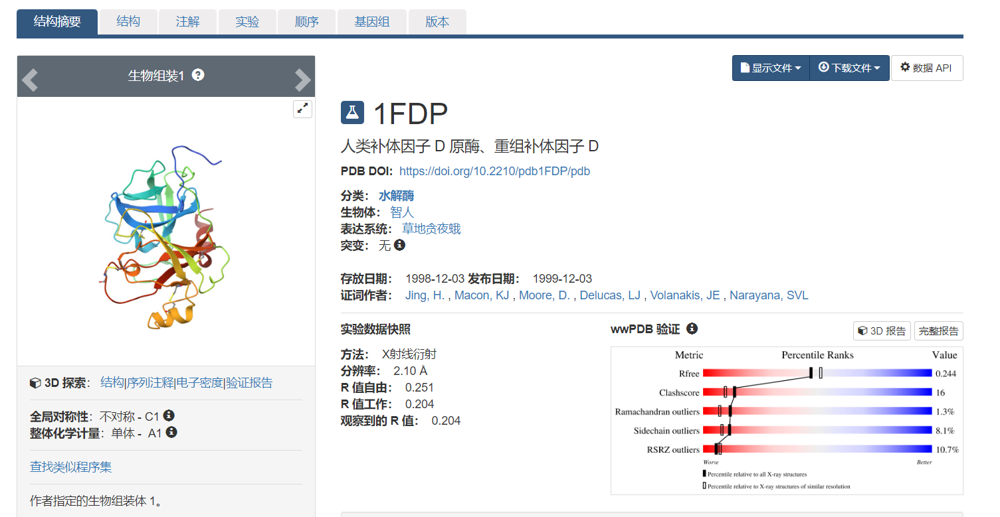 结构摘要 结构 注解 实验 顺序 基因组 版本
生物组装1
显示文件 下载文件 数据 API
1FDP
人类补体因子 D 原酶、重组补体因子 D
PDB DOI: https://doi.org/10.2210/pdb1FDP/pdb
分类: 水解酶
生物体: 智人
表达系统: 草地贪夜蛾
突变: 无
存放日期: 1998-12-03 发布日期: 1999-12-03
证词作者: Jing, H. , Macon, KJ , Moore, D. , Delucas, LJ , Volanakis, JE , Narayana, SVL
3D 探索: 结构|序列注释|电子密度|验证报告
全局对称性: 不对称 - C1
整体化学计量: 单体 - A1
查找类似程序集
作者指定的生物组装体 1。
实验数据快照
方法: X射线衍射
分辨率: 2.10 Å
R 值自由: 0.251
R 值工作: 0.204
观察到的 R 值: 0.204
wwPDB 验证 3D 报告 完整报告
Metric Percentile Ranks Value
Rfree 0.244
Clashscore 16
Ramachandran outliers 1.3%
Sidechain outliers 8.1%
RSRZ outliers 10.7%
Worse Better
Percentile relative to all X-ray structures
Percentile relative to X-ray structures of similar resolution